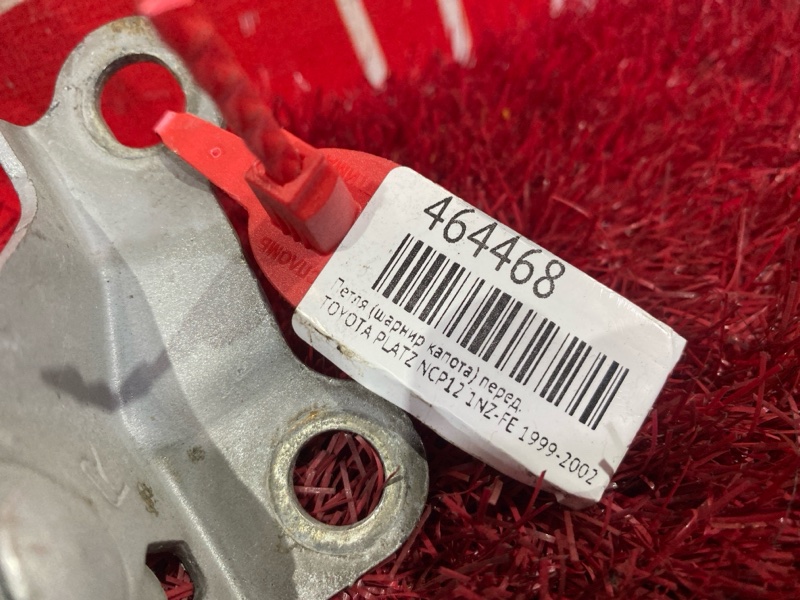 464468
Петля (шарнир капота) перед.
TOYOTA PLATZ NCP12 1NZ-FE 1999-2002